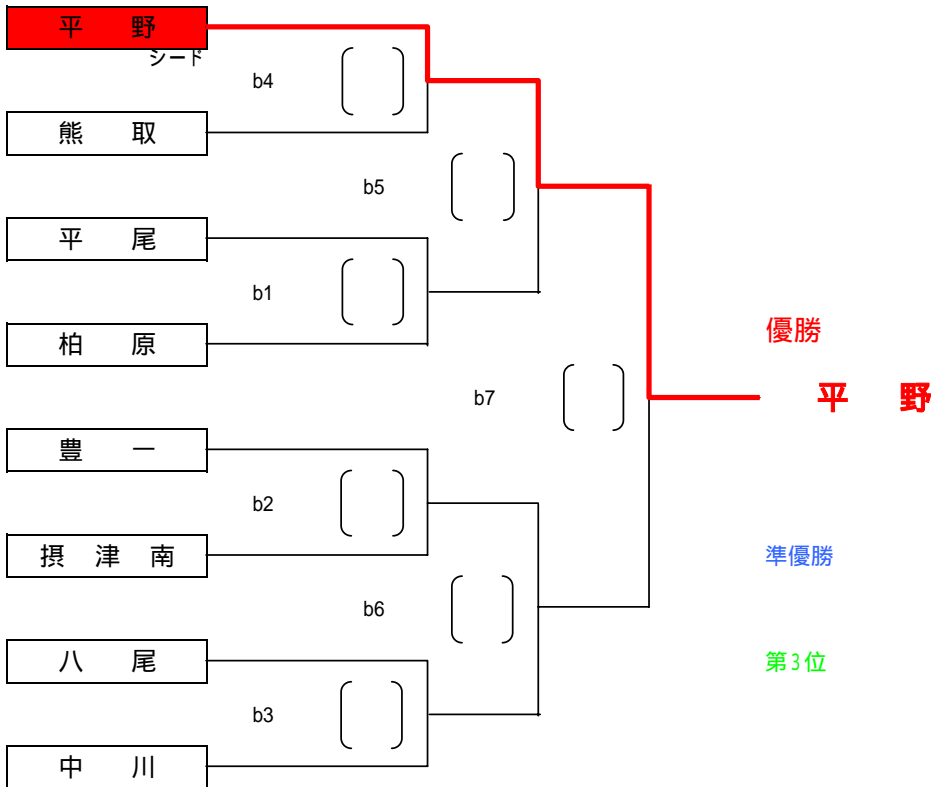 平 野
シード
b4
熊 取
b5
平 尾
b1
柏 原
優勝
b7
平 野
豊 一
b2
摂 津 南
準優勝
b6
八 尾
第3位
b3
中 川